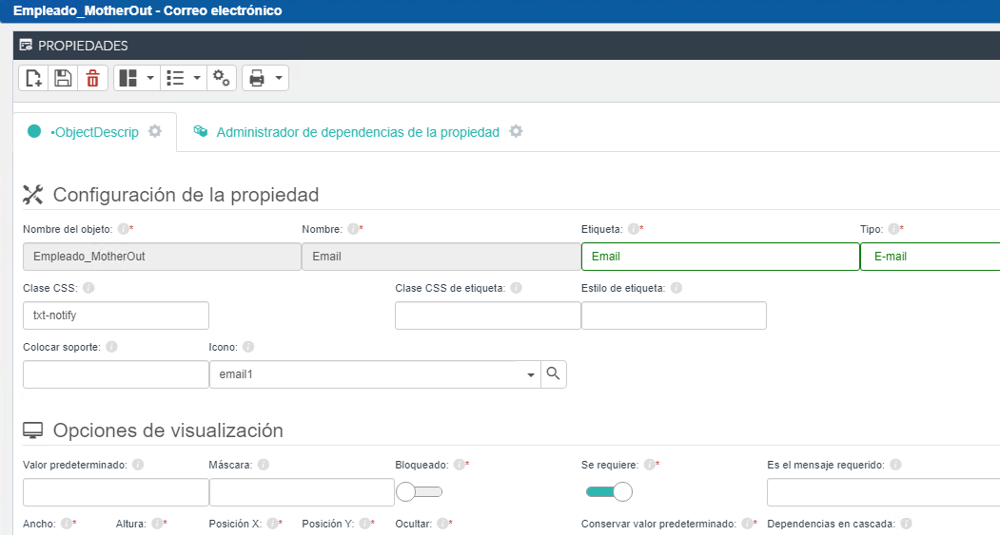 Empleado_MotherOut - Correo electrónico
PROPIEDADES
•ObjectDescrip Administrador de dependencias de la propiedad
Configuración de la propiedad
Nombre del objeto: * Nombre: * Etiqueta: * Tipo: *
Empleado_MotherOut Email Email E-mail
Clase CSS: Clase CSS de etiqueta: Estilo de etiqueta:
txt-notify
Colocar soporte: Icono:
email1
Opciones de visualización
Valor predeterminado: Máscara: Bloqueado: * Se requiere: * Es el mensaje requerido:
Ancho: * Altura: * Posición X: * Posición Y: * Ocultar: * Conservar valor predeterminado: * Dependencias en cascada: